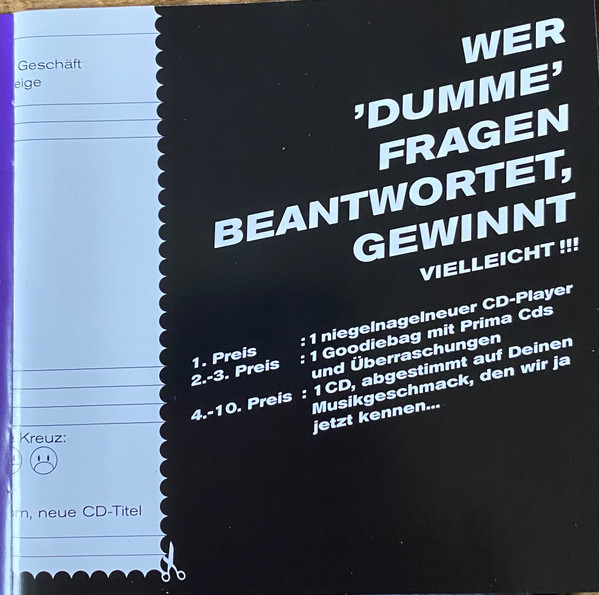 Geschäft
eige
Kreuz:
om, neue CD-Titel
WER
’DUMME’
FRAGEN
BEANTWORTET,
GEWINNT
VIELLEICHT !!!
1. Preis : 1 niegelnagelneuer CD-Player
2.-3. Preis : 1 Goodiebag mit Prima Cds
und Überraschungen
4.-10. Preis : 1 CD, abgestimmt auf Deinen
Musikgeschmack, den wir ja
jetzt kennen...